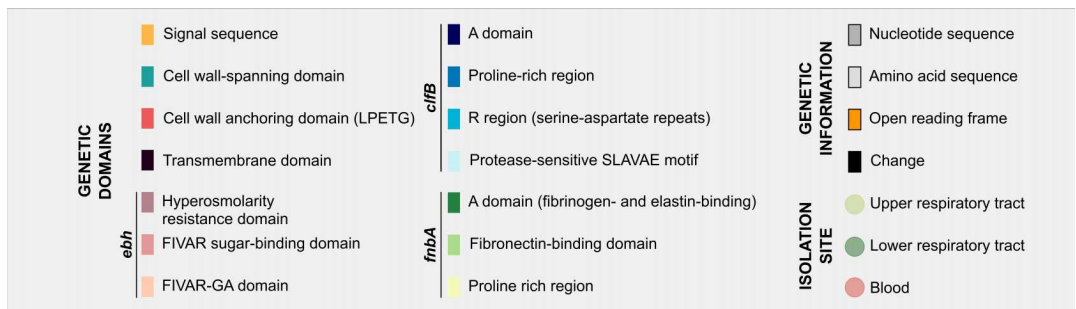 GENETIC
DOMAINS
Signal sequence
Cell wall-spanning domain
Cell wall anchoring domain (LPETG)
Transmembrane domain
ebh
Hyperosmolarity
resistance domain
FIVAR sugar-binding domain
FIVAR-GA domain
clfB
A domain
Proline-rich region
R region (serine-aspartate repeats)
Protease-sensitive SLAVAE motif
fnbA
A domain (fibrinogen- and elastin-binding)
Fibronectin-binding domain
Proline rich region
GENETIC
INFORMATION
Nucleotide sequence
Amino acid sequence
Open reading frame
Change
ISOLATION
SITE
Upper respiratory tract
Lower respiratory tract
Blood